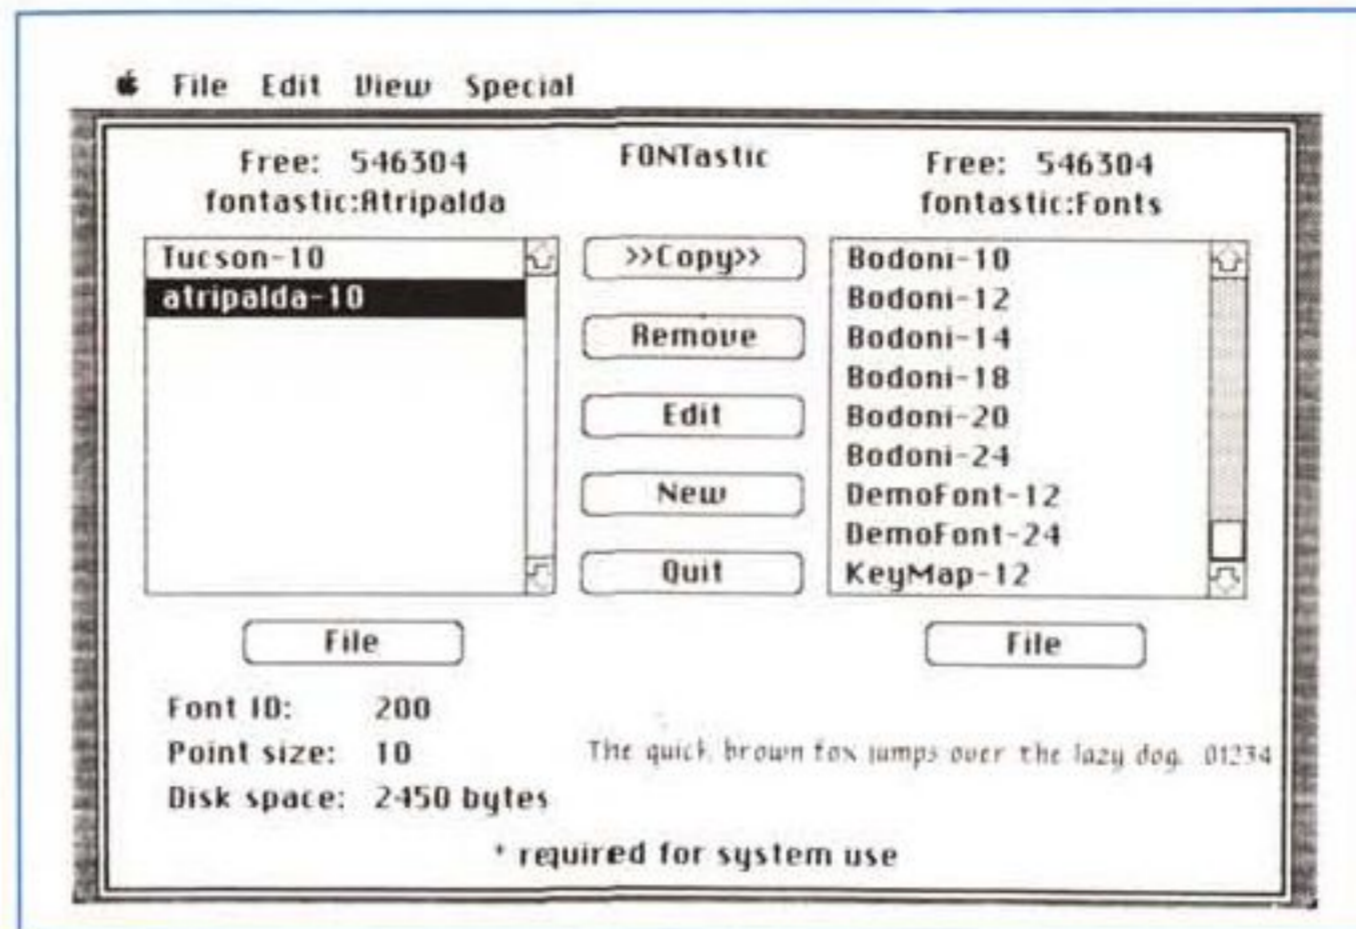 File Edit View Special
FONTastic
Free: 546304
fontastic:Atripalda
Tucson-10
atripalda-10
File
>>Copy>>
Remove
Edit
New
Quit
Free: 546304
fontastic:Fonts
Bodoni-10
Bodoni-12
Bodoni-14
Bodoni-18
Bodoni-20
Bodoni-24
DemoFont-12
DemoFont-24
KeyMap-12
File
Font ID: 200
Point size: 10
Disk space: 2450 bytes
The quick brown fox jumps over the lazy dog. 01234
* required for system use